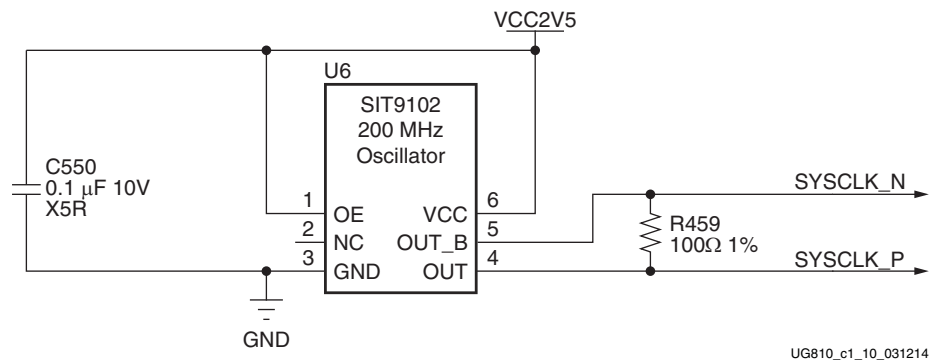 VCC2V5
U6
SIT9102
200 MHz
Oscillator
C550
0.1 μF 10V
X5R
1
OE
VCC
6
2
NC
OUT_B
5
3
GND
OUT
4
SYSCLK_N
R459
100Ω 1%
SYSCLK_P
GND
UG810_c1_10_031214